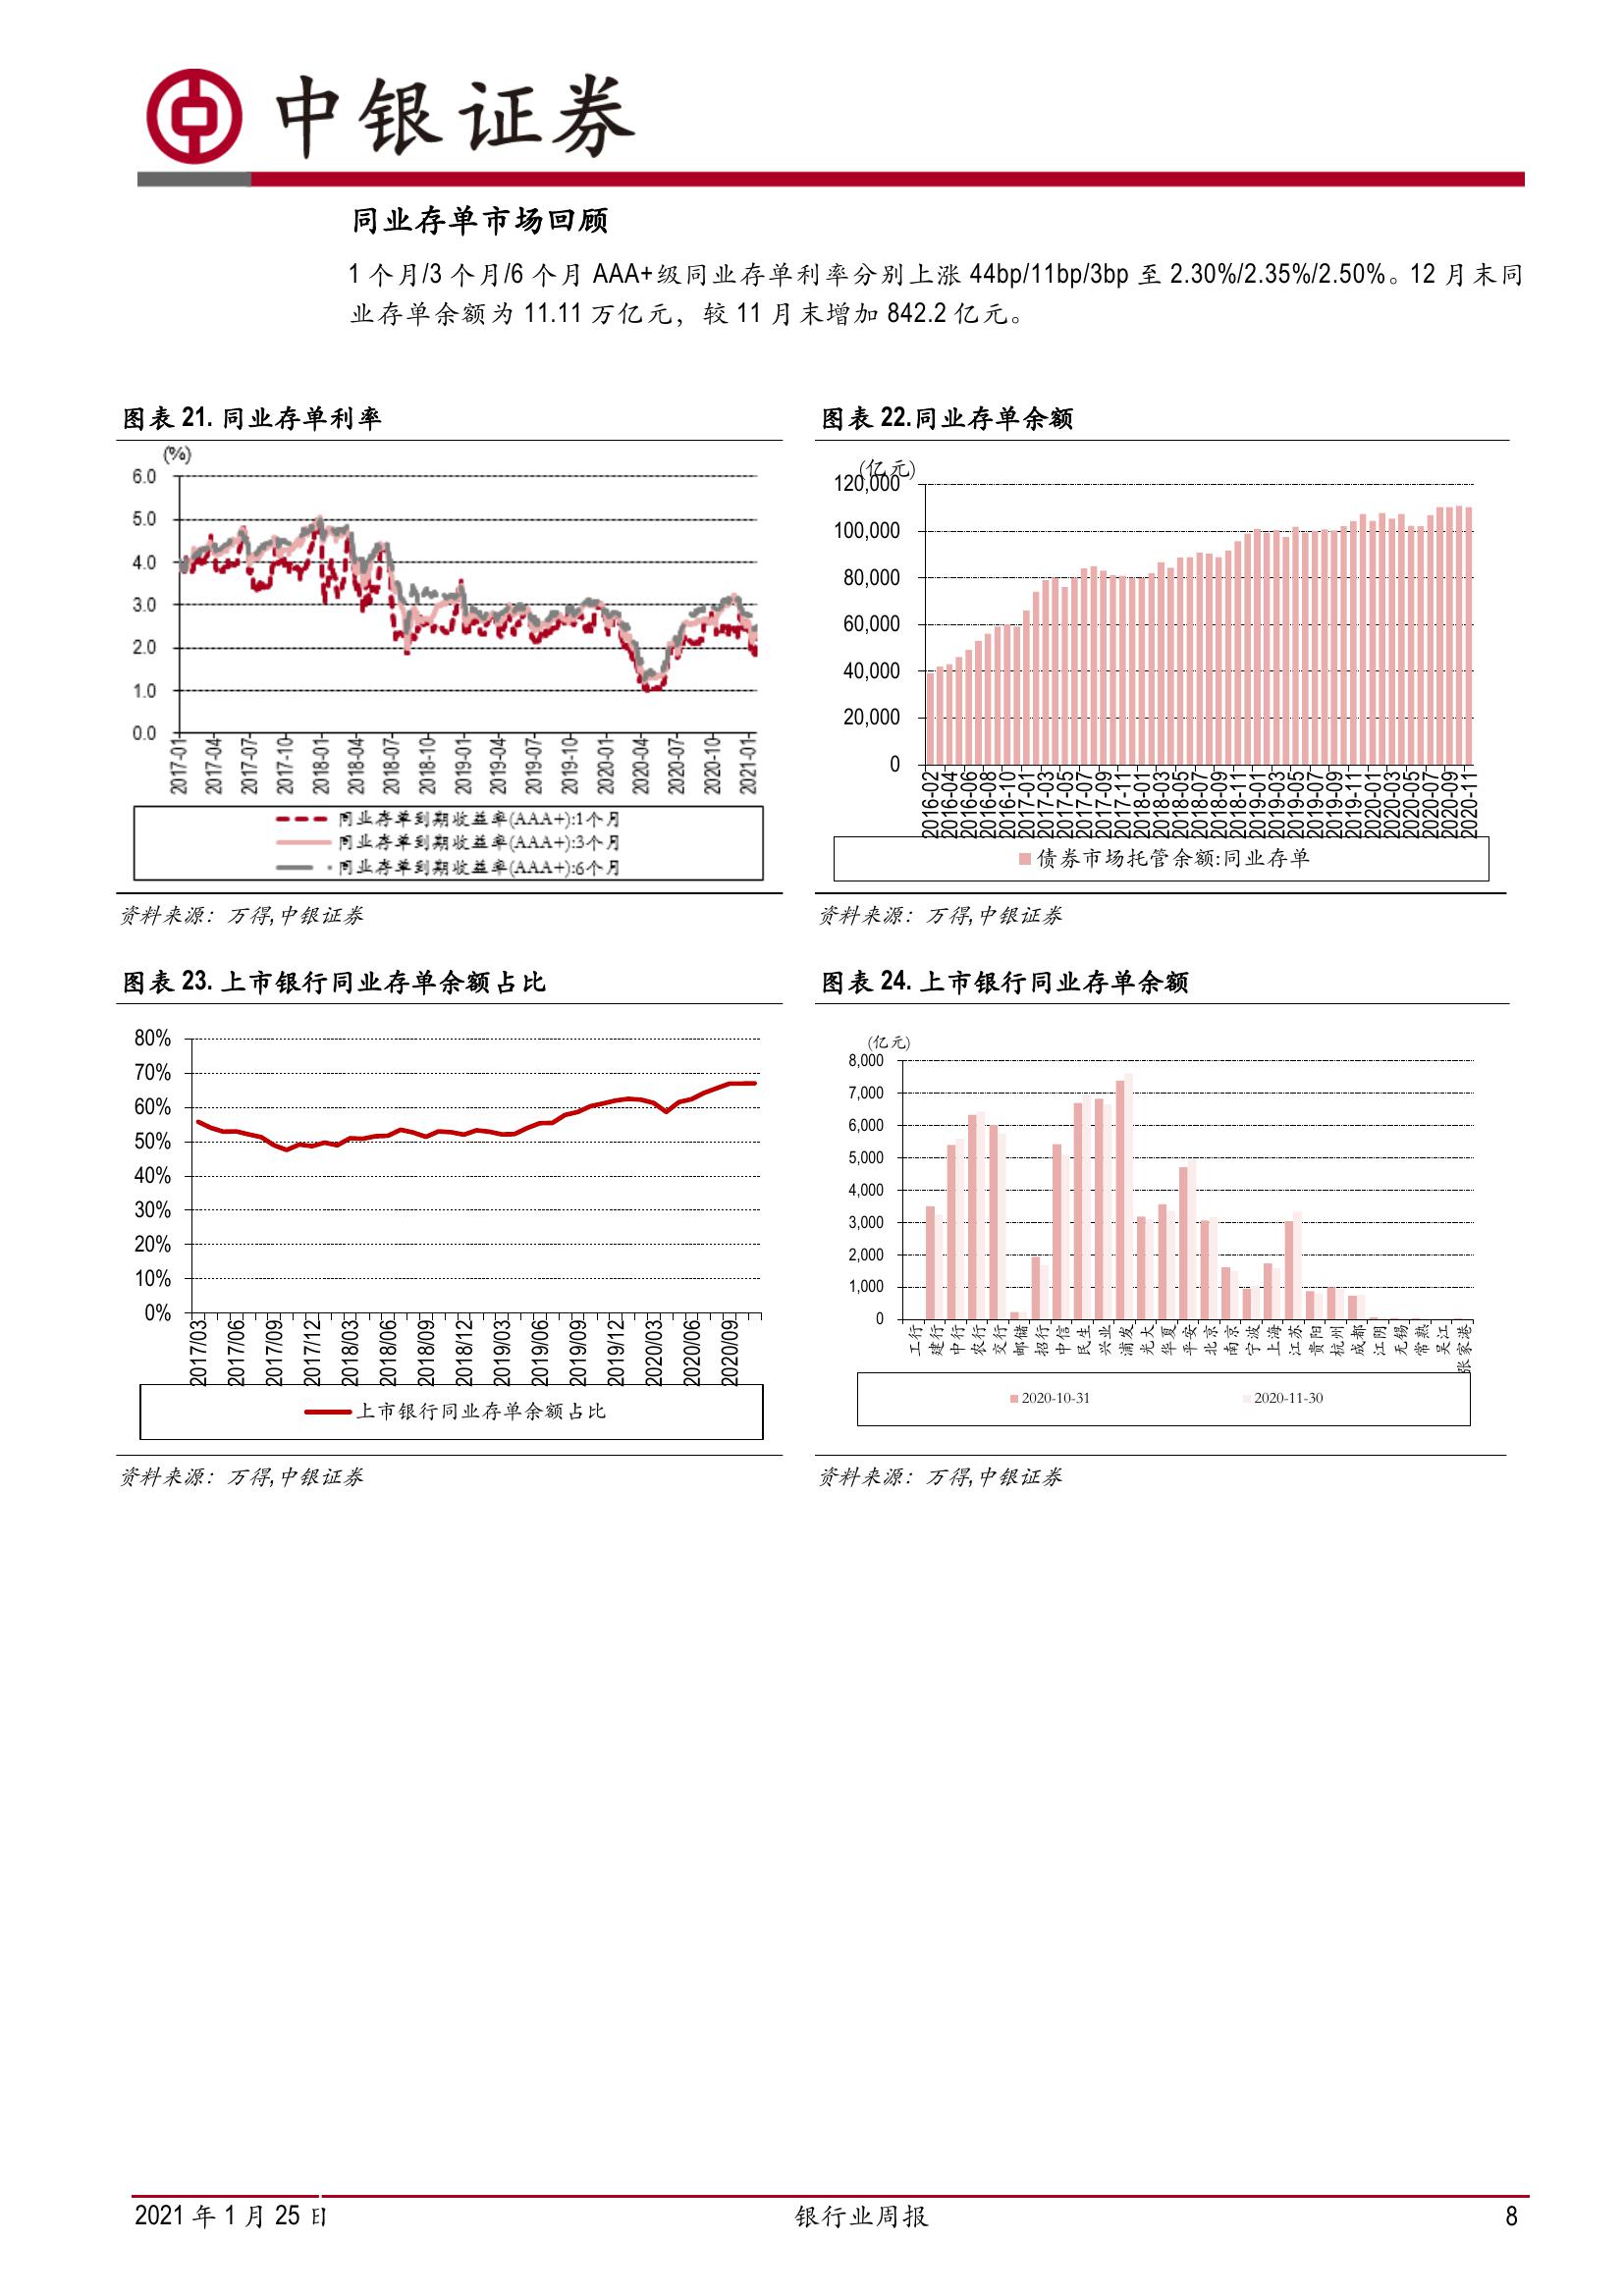 中银证券
同业存单市场回顾
1 个月/3 个月/6 个月 AAA+级同业存单利率分别上涨 44bp/11bp/3bp 至 2.30%/2.35%/2.50%。12 月末同
业存单余额为 11.11 万亿元，较 11 月末增加 842.2 亿元。
图表 21. 同业存单利率
(%)
6.0
5.0
4.0
3.0
2.0
1.0
0.0
2017-01
2017-04
2017-07
2017-10
2018-01
2018-04
2018-07
2018-10
2019-01
2019-04
2019-07
2019-10
2020-01
2020-04
2020-07
2020-10
2021-01
同业存单到期收益率(AAA+):1个月
同业存单到期收益率(AAA+):3个月
同业存单到期收益率(AAA+):6个月
资料来源：万得,中银证券
图表 22.同业存单余额
(亿元)
120,000
100,000
80,000
60,000
40,000
20,000
0
2016-02
2016-04
2016-06
2016-08
2016-10
2017-01
2017-03
2017-05
2017-07
2017-09
2017-11
2018-01
2018-03
2018-05
2018-07
2018-09
2018-11
2019-01
2019-03
2019-05
2019-07
2019-09
2019-11
2020-01
2020-03
2020-05
2020-07
2020-09
2020-11
债券市场托管余额:同业存单
资料来源：万得,中银证券
图表 23. 上市银行同业存单余额占比
80%
70%
60%
50%
40%
30%
20%
10%
0%
2017/03
2017/06
2017/09
2017/12
2018/03
2018/06
2018/09
2018/12
2019/03
2019/06
2019/09
2019/12
2020/03
2020/06
2020/09
上市银行同业存单余额占比
资料来源：万得,中银证券
图表 24. 上市银行同业存单余额
(亿元)
8,000
7,000
6,000
5,000
4,000
3,000
2,000
1,000
0
工行
建行
中行
农行
交行
邮储
招行
中信
民生
兴业
浦发
光大
华夏
平安
北京
南京
宁波
上海
江苏
贵阳
杭州
成都
江阴
无锡
常熟
吴江
张家港
2020-10-31
2020-11-30
资料来源：万得,中银证券
2021 年 1 月 25 日
银行业周报
8